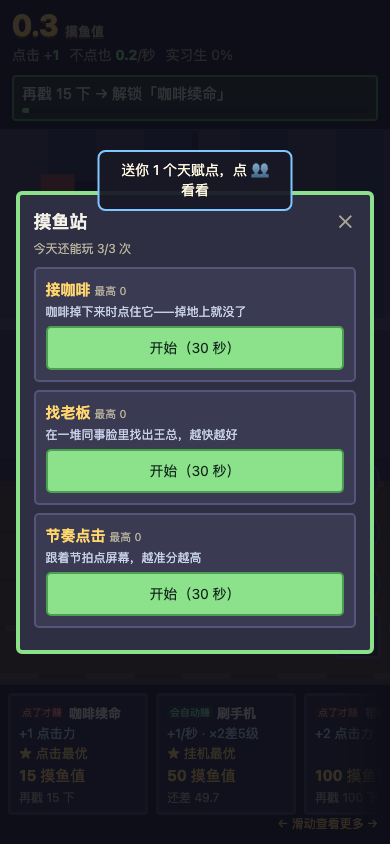 0.3 摸鱼值
点击 +1 不点也 0.2/秒 实习生 0%
再戳 15 下 → 解锁「咖啡续命」
送你 1 个天赋点，点 👥
看看
摸鱼站
今天还能玩 3/3 次
接咖啡 最高 0
咖啡掉下来时点住它——掉地上就没了
开始（30 秒）
找老板 最高 0
在一堆同事脸里找出王总，越快越好
开始（30 秒）
节奏点击 最高 0
跟着节拍点屏幕，越准分越高
开始（30 秒）
点了才赚 咖啡续命
+1 点击力
★ 点击最优
15 摸鱼值
再戳 15 下
会自动赚 刷手机
+1/秒 · ×2差5级
★ 挂机最优
50 摸鱼值
还差 49.7
点了才赚
+2 点击力
100 摸鱼
再戳 100 下
← 滑动查看更多 →